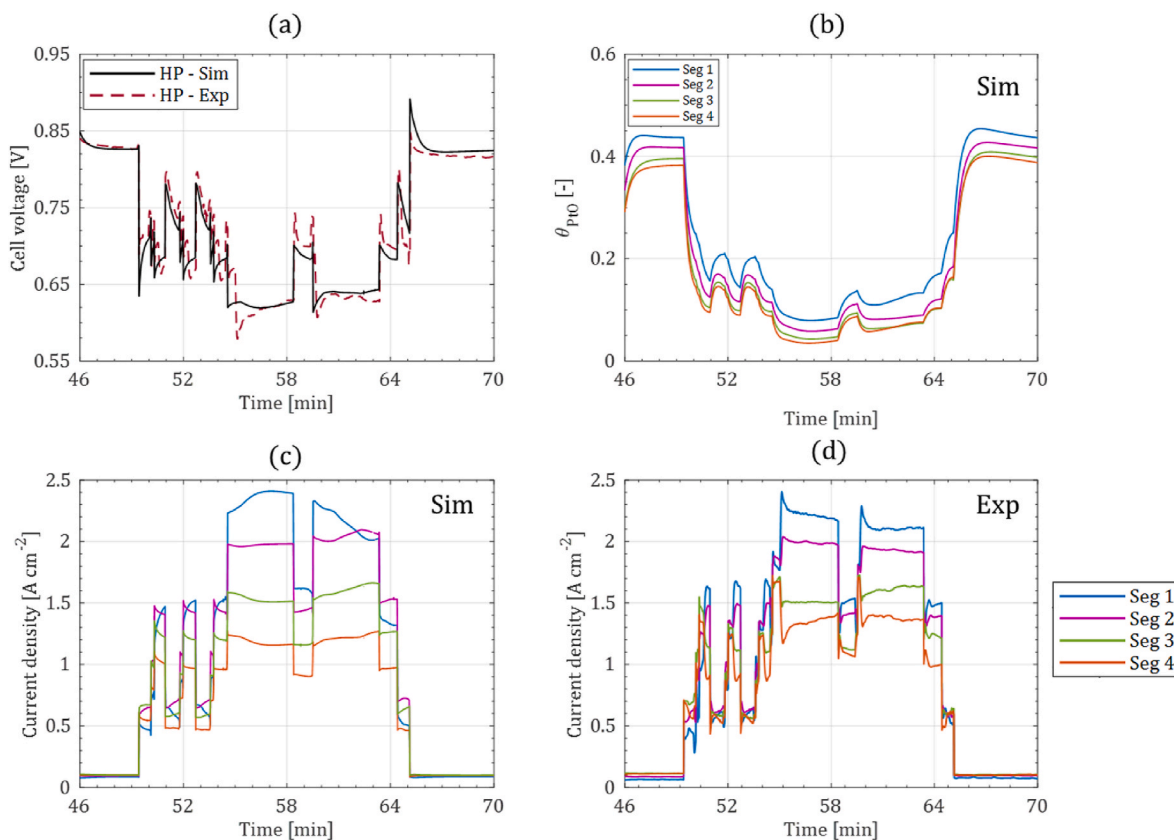 (a)
0.95
0.85
0.75
0.65
0.55
Cell voltage [V]
HP - Sim
HP - Exp
46
52
58
64
70
Time [min]
(b)
0.6
0.4
0.2
0
θPtO [-]
Seg 1
Seg 2
Seg 3
Seg 4
Sim
46
52
58
64
70
Time [min]
(c)
2.5
2
1.5
1
0.5
0
Current density [A cm-2]
Sim
46
52
58
64
70
Time [min]
(d)
2.5
2
1.5
1
0.5
0
Current density [A cm-2]
Exp
46
52
58
64
70
Time [min]
Seg 1
Seg 2
Seg 3
Seg 4